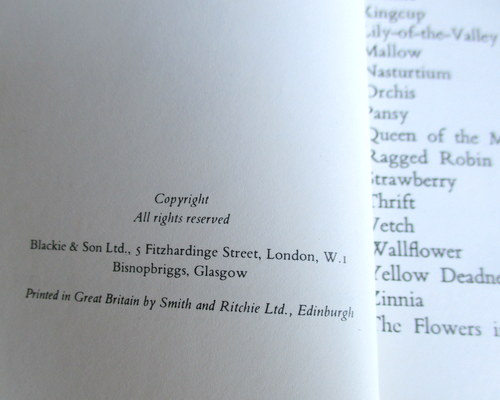 Copyright
All rights reserved
Blackie & Son Ltd., 5 Fitzhardinge Street, London, W.1
Bisnopbriggs, Glasgow
Printed in Great Britain by Smith and Ritchie Ltd., Edinburgh
Kingcup
Lily-of-the-Valley
Mallow
Nasturtium
Orchis
Pansy
Queen of the M
Ragged Robin
Strawberry
Thrift
Vetch
Wallflower
Yellow Deadne
Zinnia
The Flowers i